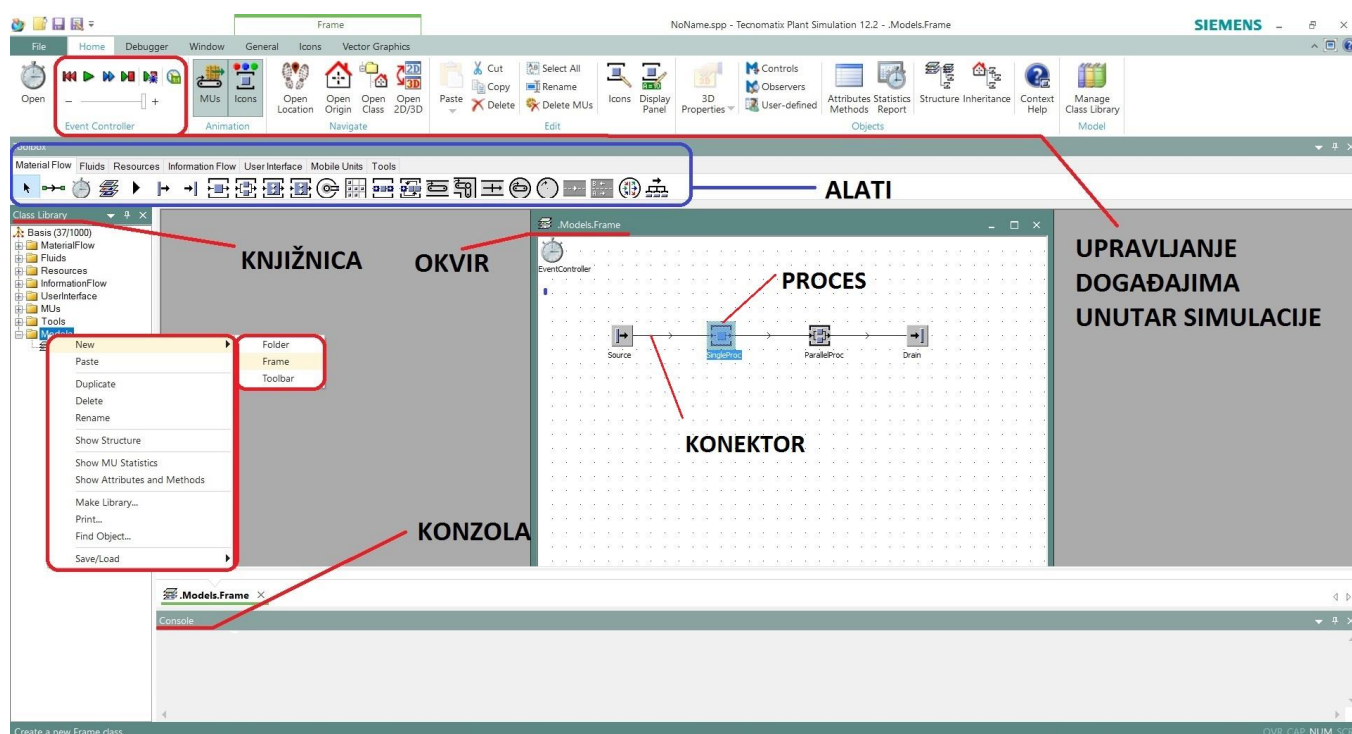 Frame
NoName.spp - Tecnomatix Plant Simulation 12.2 - .Models.Frame
SIEMENS
File Home Debugger Window General Icons Vector Graphics
Open
- +
Event Controller
MUs Icons
Animation
Open Location
Open Origin
Open Class
Open 2D/3D
Navigate
Paste
Cut
Copy
Delete
Select All
Rename
Delete MUs
Icons
Display Panel
Edit
3D Properties
Controls
Observers
User-defined
Attributes Methods
Statistics Report
Structure
Inheritance
Objects
Context Help
Manage Class Library
Model
Material Flow Fluids Resources Information Flow User Interface Mobile Units Tools
ALATI
Class Library
Basis (37/1000)
MaterialFlow
Fluids
Resources
InformationFlow
UserInterface
MUs
Tools
Models
New
Paste
Duplicate
Delete
Rename
Show Structure
Show MU Statistics
Show Attributes and Methods
Make Library...
Print...
Find Object...
Save/Load
Folder
Frame
Toolbar
KNJIŽNICA
OKVIR
.Models.Frame
EventController
PROCES
Source
SingleProc
ParallelProc
Drain
KONEKTOR
UPRAVLJANJE
DOGAĐAJIMA
UNUTAR SIMULACIJE
KONZOLA
.Models.Frame
Console
Create a new Frame class
OVR CAP NUM SCR